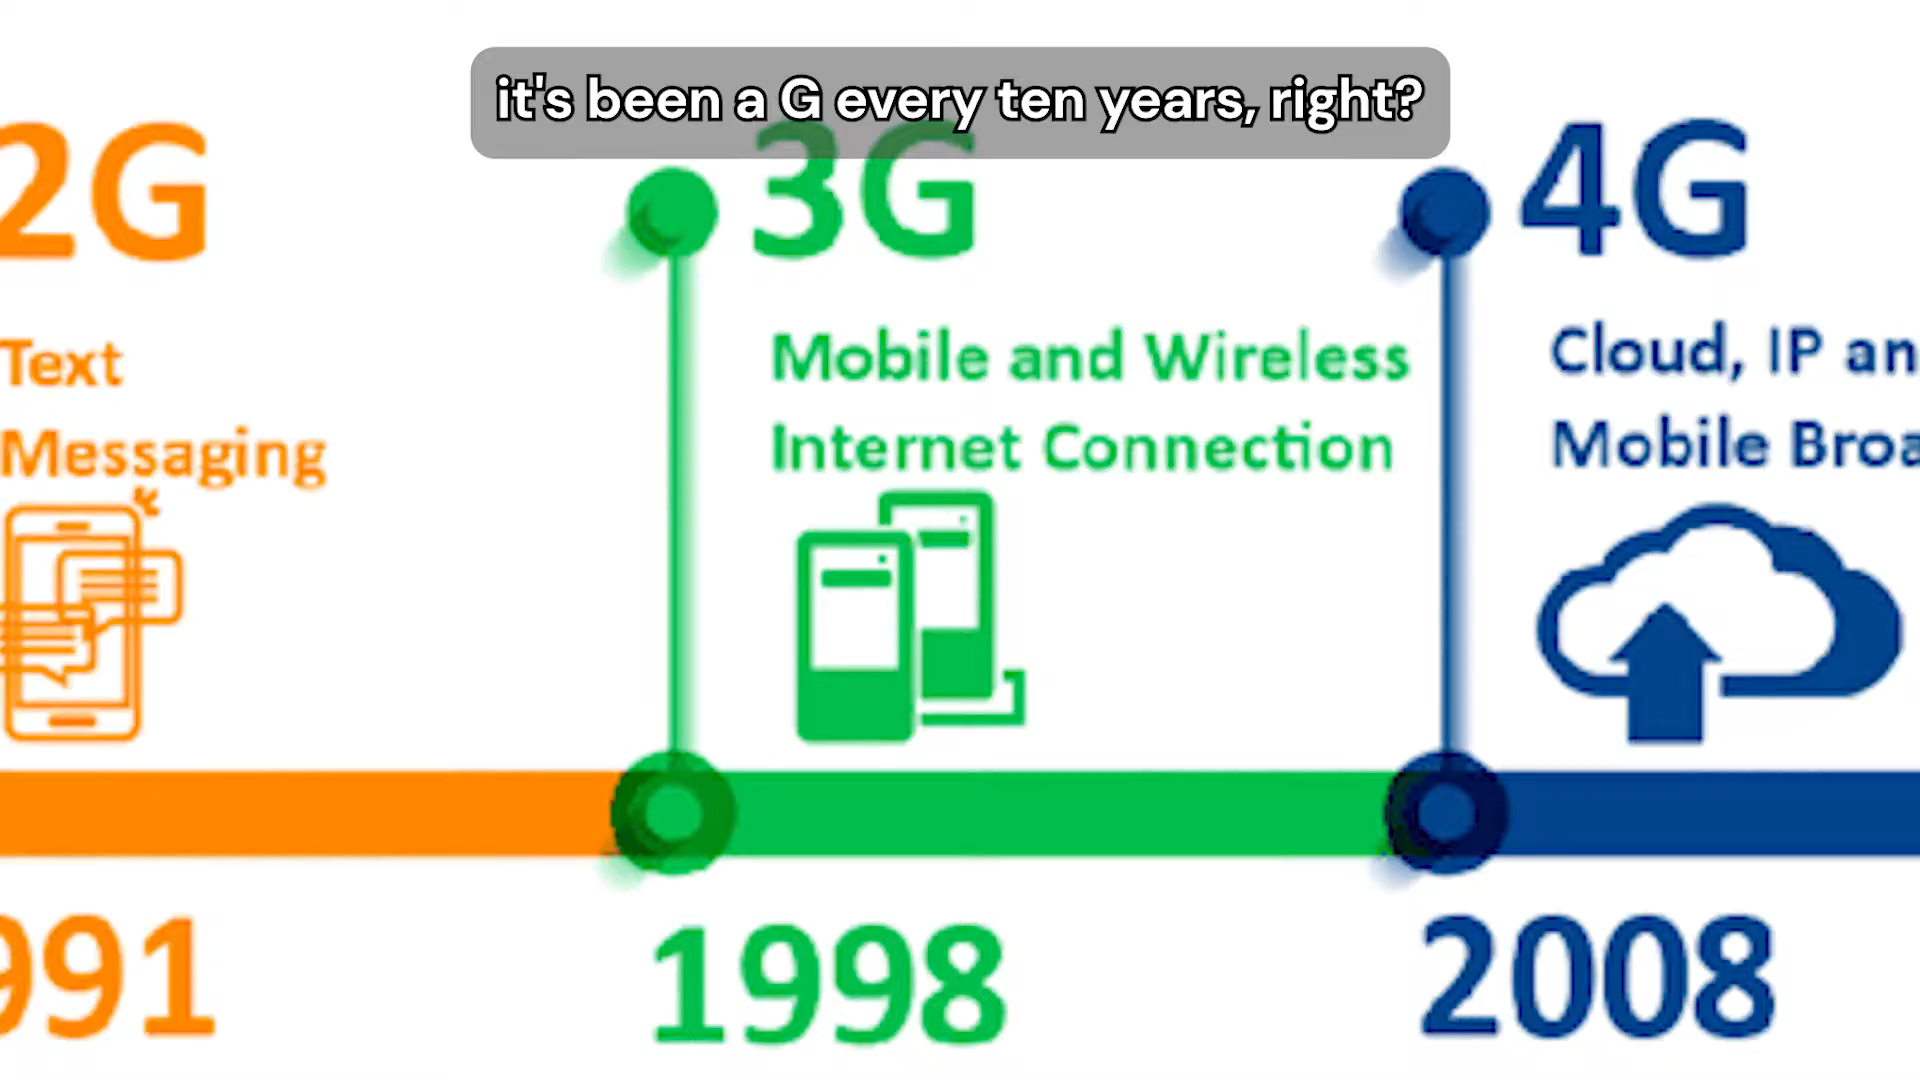 it's been a G every ten years, right?
2G
Text
Messaging
3G
Mobile and Wireless
Internet Connection
4G
Cloud, IP an
Mobile Broa
991
1998
2008